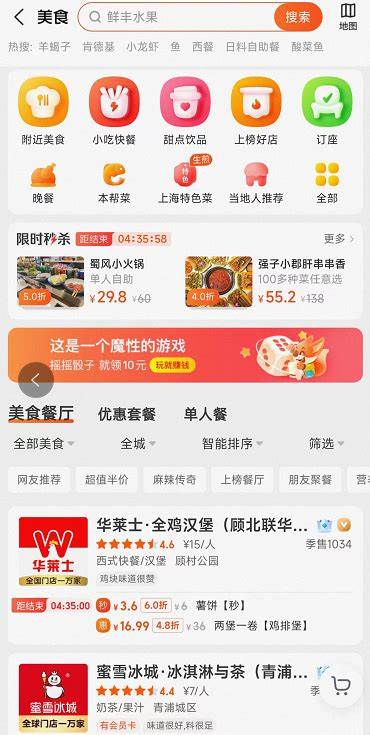 美食
鲜丰水果
搜索
地图
热搜: 羊蝎子 肯德基 小龙虾 鱼 西餐 日料自助餐 酸菜鱼
附近美食 小吃快餐 甜点饮品 上榜好店 订座
生煎
特色
晚餐 本帮菜 上海特色菜 当地人推荐 全部
限时秒杀 距结束 04:35:58 更多
蜀风小火锅 强子小郡肝串串香
单人自助 100多种菜任意选
5.0折 ¥29.8 ¥60 4.0折 ¥55.2 ¥138
这是一个魔性的游戏
摇摇骰子 就领10元 玩就赚钱
美食餐厅 优惠套餐 单人餐
全部美食 全城 智能排序 筛选
网友推荐 超值半价 麻辣传奇 上榜餐厅 朋友聚餐
华莱士·全鸡汉堡(顾北联华...
4.6 ¥15/人 季售1034
西式快餐/汉堡 顾村公园
鸡块味道很赞
华莱士
全国门店一万家
距结束 04:35:00 秒 ¥3.6 6.0折 ¥6 薯饼【秒】
惠 ¥16.99 4.8折 ¥36 两堡一卷【鸡排堡】
蜜雪冰城·冰淇淋与茶(青浦...
4.4 ¥7/人 季
奶茶/果汁 青浦城区
有会员卡 味道很好,料很足
蜜雪冰城
全球门店一万家